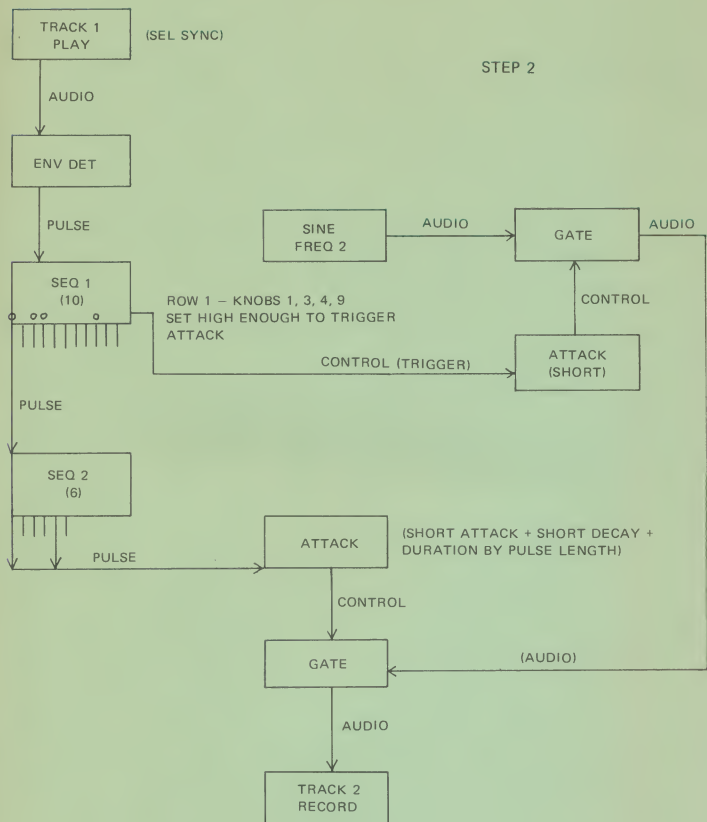 TRACK 1
PLAY
(SEL SYNC)
STEP 2
AUDIO
ENV DET
PULSE
SINE
FREQ 2
AUDIO
GATE
AUDIO
SEQ 1
(10)
ROW 1 – KNOBS 1, 3, 4, 9
SET HIGH ENOUGH TO TRIGGER
ATTACK
CONTROL
CONTROL (TRIGGER)
ATTACK
(SHORT)
PULSE
SEQ 2
(6)
PULSE
ATTACK
(SHORT ATTACK + SHORT DECAY +
DURATION BY PULSE LENGTH)
CONTROL
GATE
(AUDIO)
AUDIO
TRACK 2
RECORD